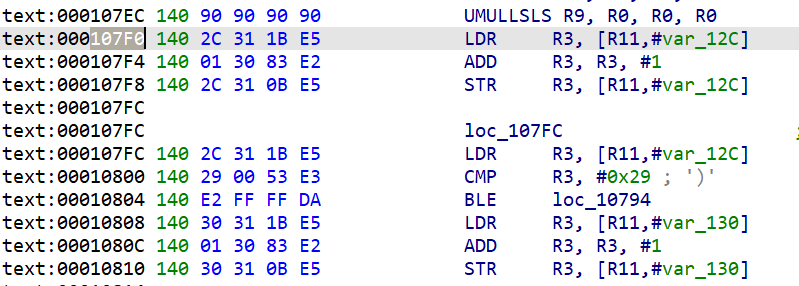 text:000107EC 140 90 90 90 90 UMULLSLS R9, R0, R0, R0
text:000107F0 140 2C 31 1B E5 LDR R3, [R11,#var_12C]
text:000107F4 140 01 30 83 E2 ADD R3, R3, #1
text:000107F8 140 2C 31 0B E5 STR R3, [R11,#var_12C]
text:000107FC
text:000107FC loc_107FC
text:000107FC 140 2C 31 1B E5 LDR R3, [R11,#var_12C]
text:00010800 140 29 00 53 E3 CMP R3, #0x29 ; ')'
text:00010804 140 E2 FF FF DA BLE loc_10794
text:00010808 140 30 31 1B E5 LDR R3, [R11,#var_130]
text:0001080C 140 01 30 83 E2 ADD R3, R3, #1
text:00010810 140 30 31 0B E5 STR R3, [R11,#var_130]